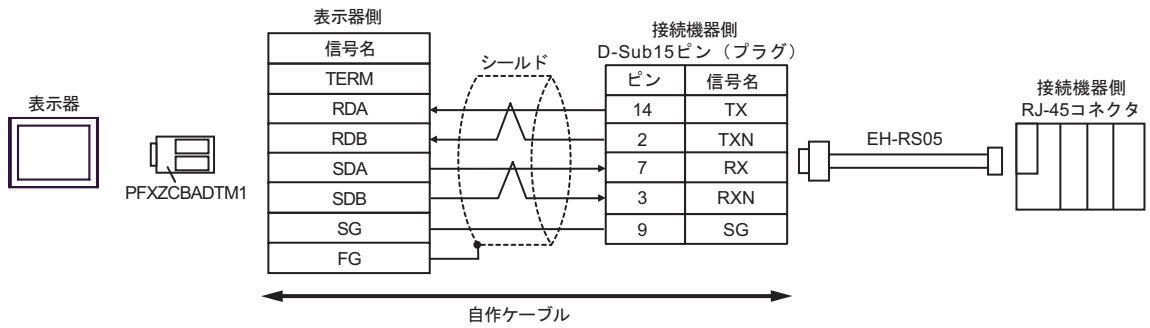 表示器
PFXZCBADTM1
表示器側
信号名
TERM
RDA
RDB
SDA
SDB
SG
FG
シールド
接続機器側
D-Sub15ピン（プラグ）
ピン 信号名
14 TX
2 TXN
7 RX
3 RXN
9 SG
EH-RS05
接続機器側
RJ-45コネクタ
自作ケーブル